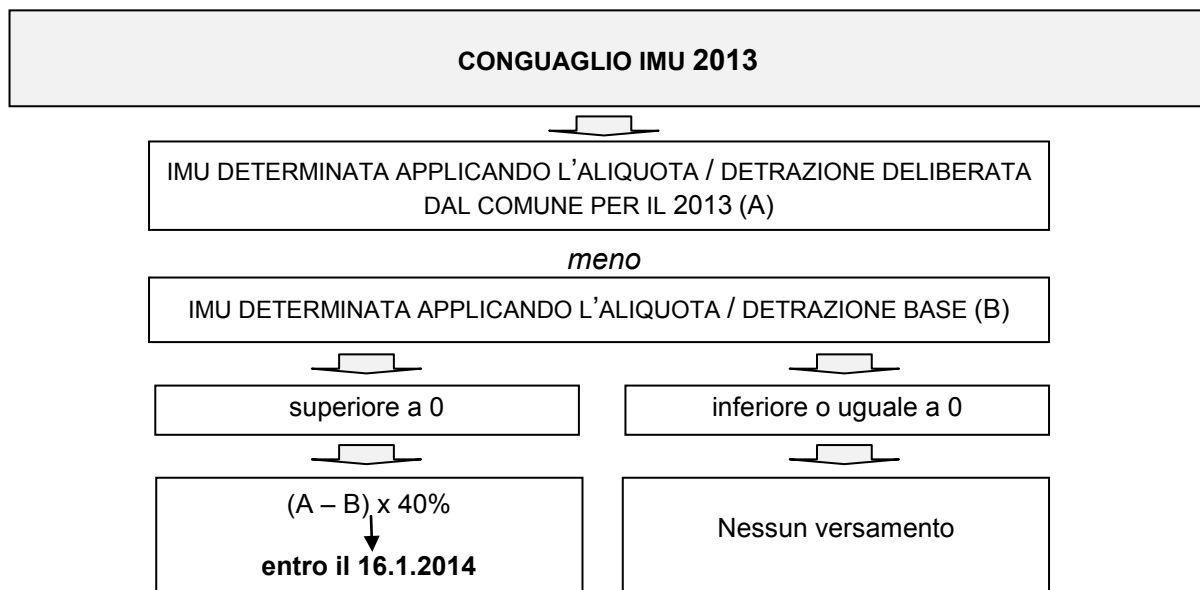 CONGUAGLIO IMU 2013
IMU DETERMINATA APPLICANDO L'ALIQUOTA / DETRAZIONE DELIBERATA
DAL COMUNE PER IL 2013 (A)
meno
IMU DETERMINATA APPLICANDO L'ALIQUOTA / DETRAZIONE BASE (B)
superiore a 0
inferiore o uguale a 0
(A – B) x 40%
entro il 16.1.2014
Nessun versamento